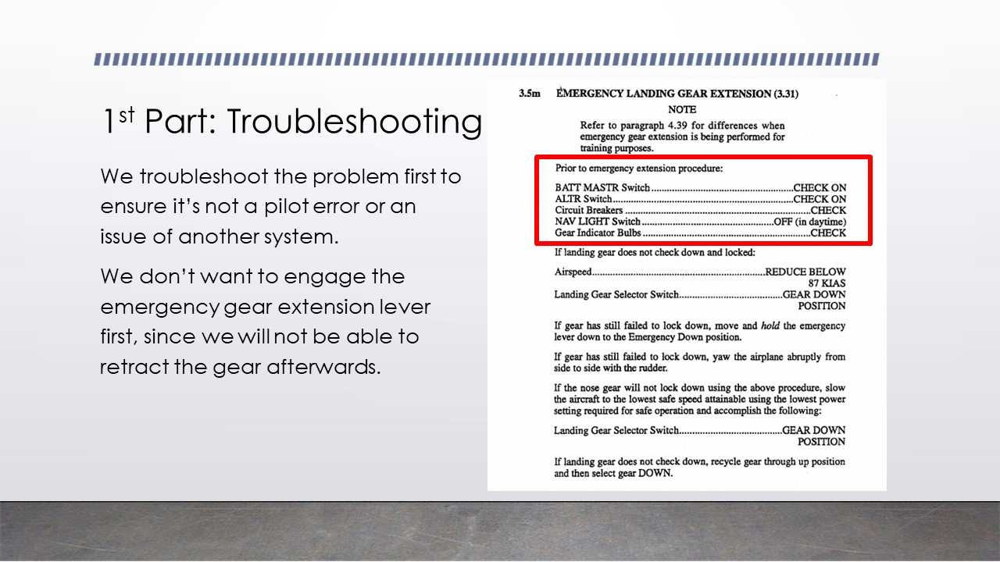 1st Part: Troubleshooting
We troubleshoot the problem first to
ensure it’s not a pilot error or an
issue of another system.
We don’t want to engage the
emergency gear extension lever
first, since we will not be able to
retract the gear afterwards.
3.5m EMERGENCY LANDING GEAR EXTENSION (3.31)
NOTE
Refer to paragraph 4.39 for differences when
emergency gear extension is being performed for
training purposes.
Prior to emergency extension procedure:
BATT MASTR Switch..............................................CHECK ON
ALTR Switch..........................................................CHECK ON
Circuit Breakers ...........................................................CHECK
NAV LIGHT Switch..........................................OFF (in daytime)
Gear Indicator Bulbs .....................................................CHECK
If landing gear does not check down and locked:
Airspeed.......................................................REDUCE BELOW
87 KIAS
Landing Gear Selector Switch................................GEAR DOWN
POSITION
If gear has still failed to lock down, move and hold the emergency
lever down to the Emergency Down position.
If gear has still failed to lock down, yaw the airplane abruptly from
side to side with the rudder.
If the nose gear will not lock down using the above procedure, slow
the aircraft to the lowest safe speed attainable using the lowest power
setting required for safe operation and accomplish the following:
Landing Gear Selector Switch................................GEAR DOWN
POSITION
If landing gear does not check down, recycle gear through up position
and then select gear DOWN.